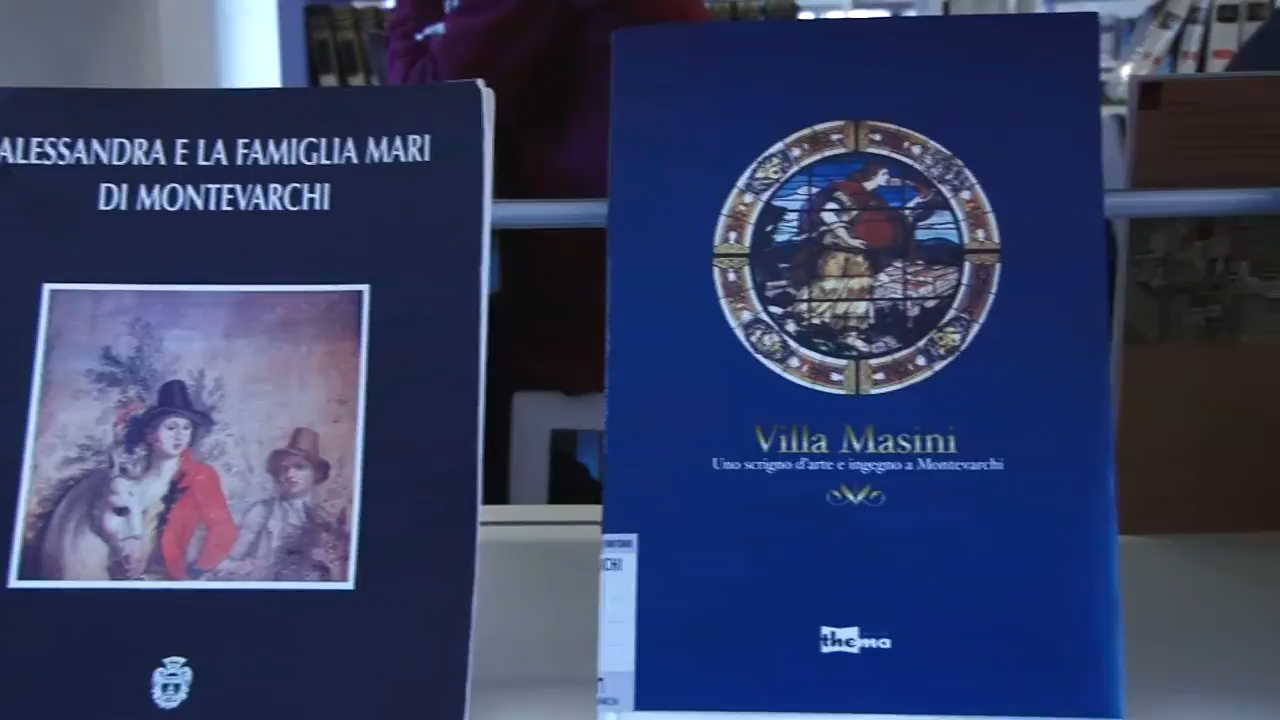 ALESSANDRA E LA FAMIGLIA MARI
DI MONTEVARCHI
Villa Masini
Uno scrigno d'arte e ingegno a Montevarchi
thema